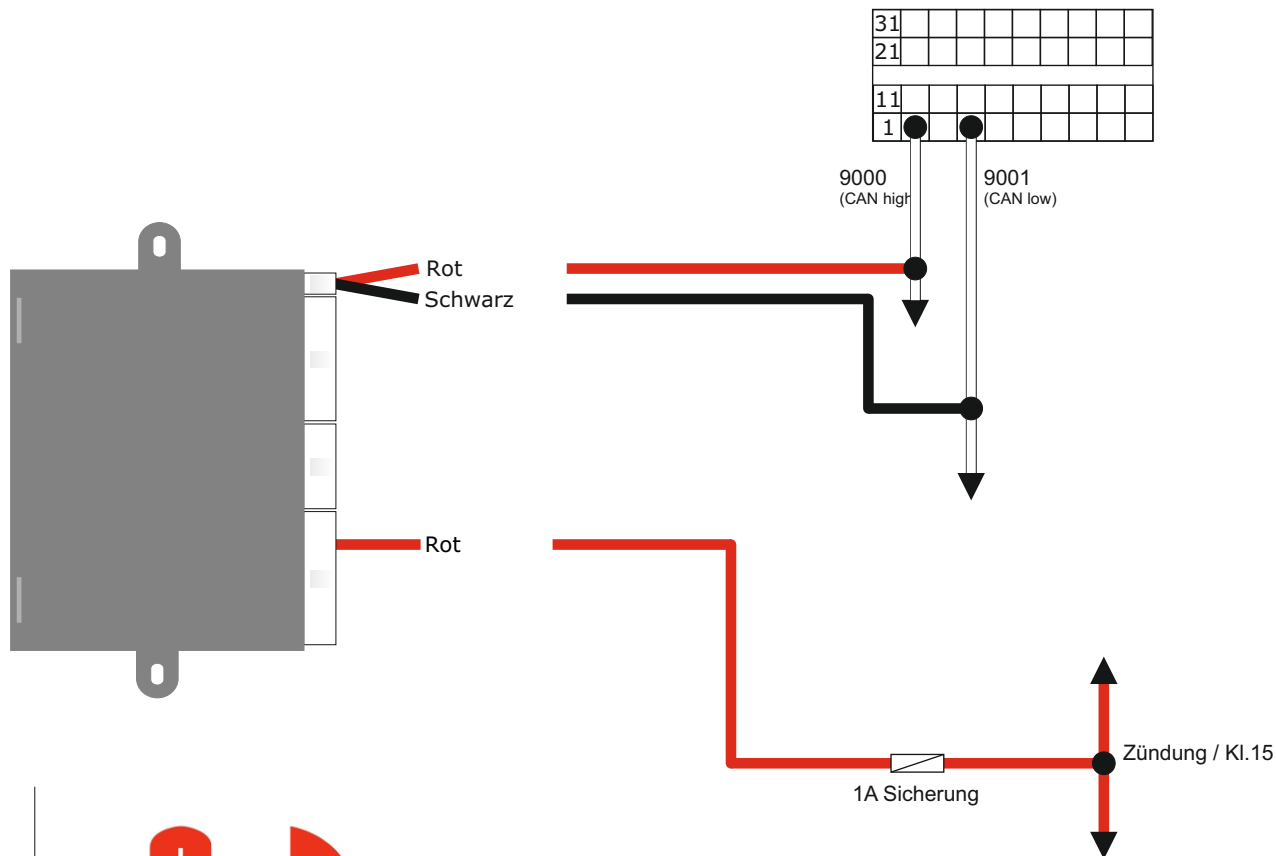 31
21
11
1
9000
(CAN high
9001
(CAN low)
Rot
Schwarz
Rot
Zündung / Kl.15
1A Sicherung